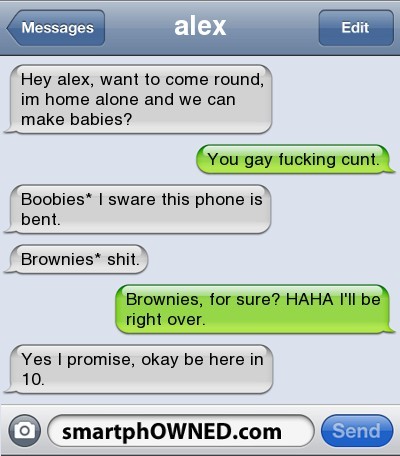 Messages alex Edit
Hey alex, want to come round,
im home alone and we can
make babies?
You gay fucking cunt.
Boobies* I sware this phone is
bent.
Brownies* shit.
Brownies, for sure? HAHA I'll be
right over.
Yes I promise, okay be here in
10.
smartphOWNED.com Send